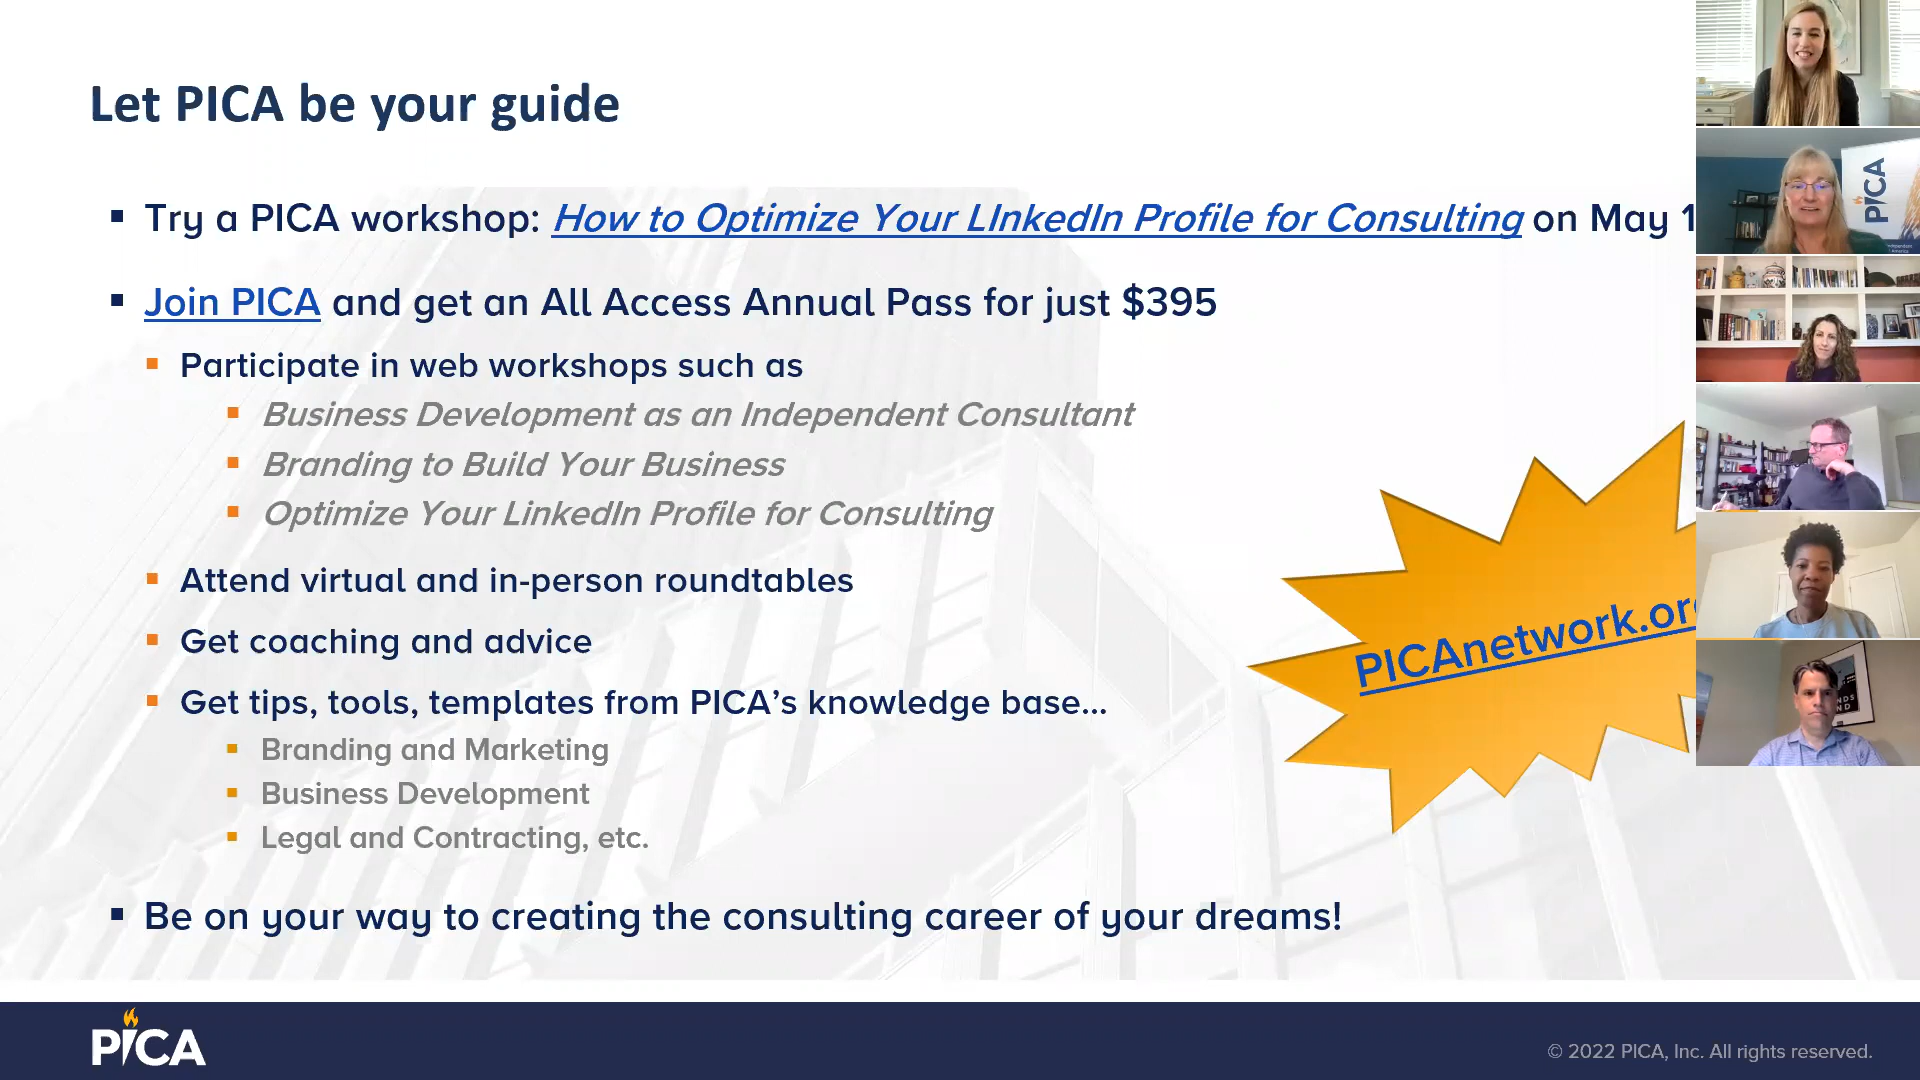 Let PICA be your guide
Try a PICA workshop: How to Optimize Your LInkedIn Profile for Consulting on May 1
Join PICA and get an All Access Annual Pass for just $395
Participate in web workshops such as
Business Development as an Independent Consultant
Branding to Build Your Business
Optimize Your LinkedIn Profile for Consulting
Attend virtual and in-person roundtables
Get coaching and advice
Get tips, tools, templates from PICA’s knowledge base...
Branding and Marketing
Business Development
Legal and Contracting, etc.
Be on your way to creating the consulting career of your dreams!
PICAnetwork.or
PICA
PICA
© 2022 PICA, Inc. All rights reserved.